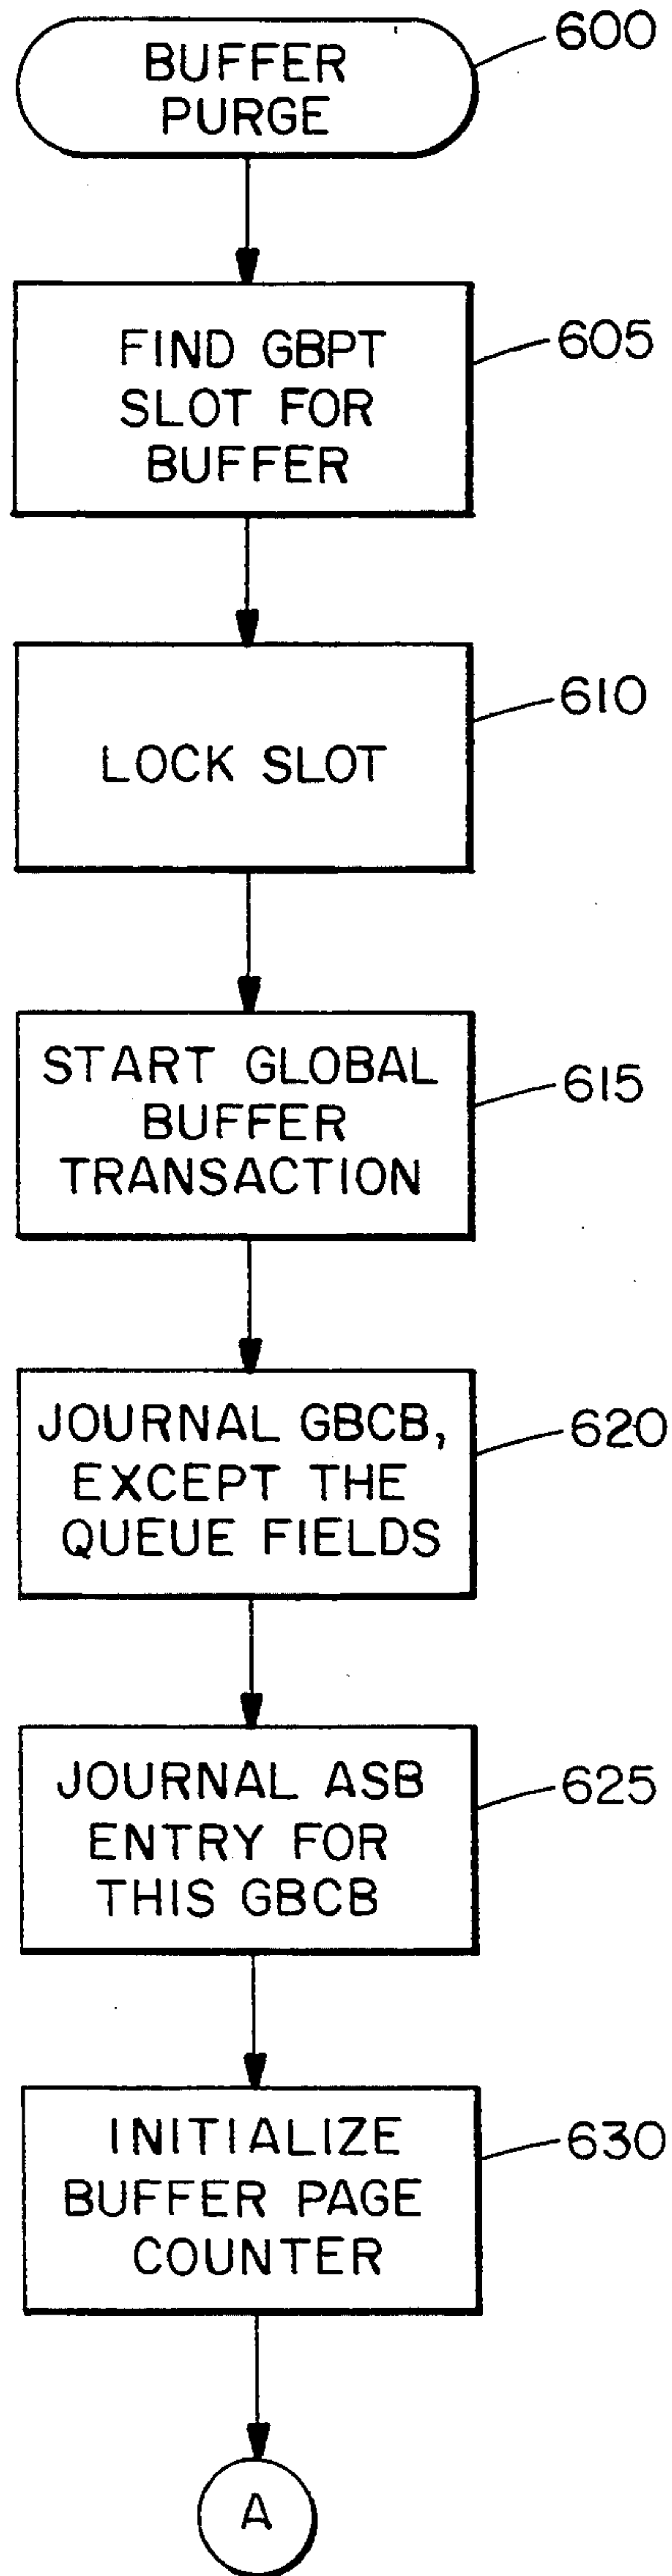 BUFFER
PURGE
600
FIND GBPT
SLOT FOR
BUFFER
605
LOCK SLOT
610
START GLOBAL
BUFFER
TRANSACTION
615
JOURNAL GBCB,
EXCEPT THE
QUEUE FIELDS
620
JOURNAL ASB
ENTRY FOR
THIS GBCB
625
INITIALIZE
BUFFER PAGE
COUNTER
630
A